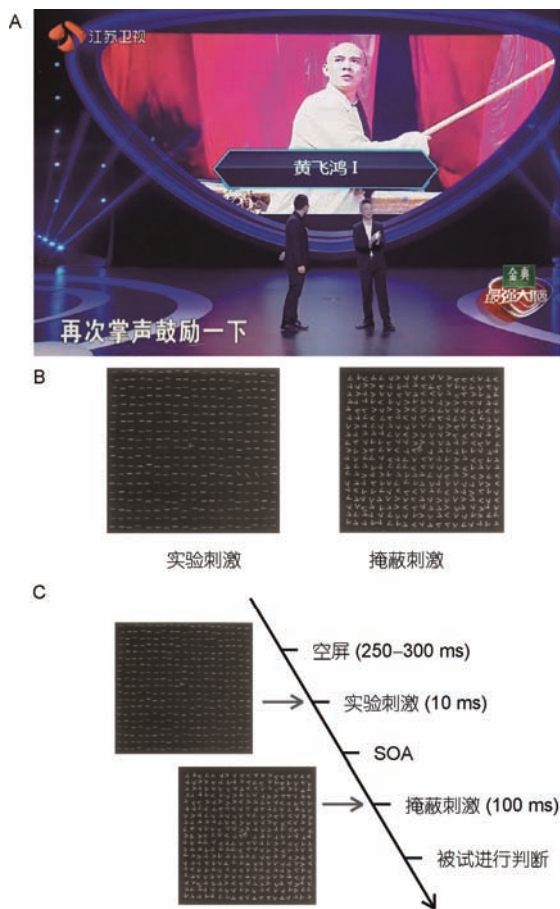 A
江苏卫视
黄飞鸿 I
金典
最强大脑
再次掌声鼓励一下
B
实验刺激
掩蔽刺激
C
空屏 (250–300 ms)
实验刺激 (10 ms)
SOA
掩蔽刺激 (100 ms)
被试进行判断